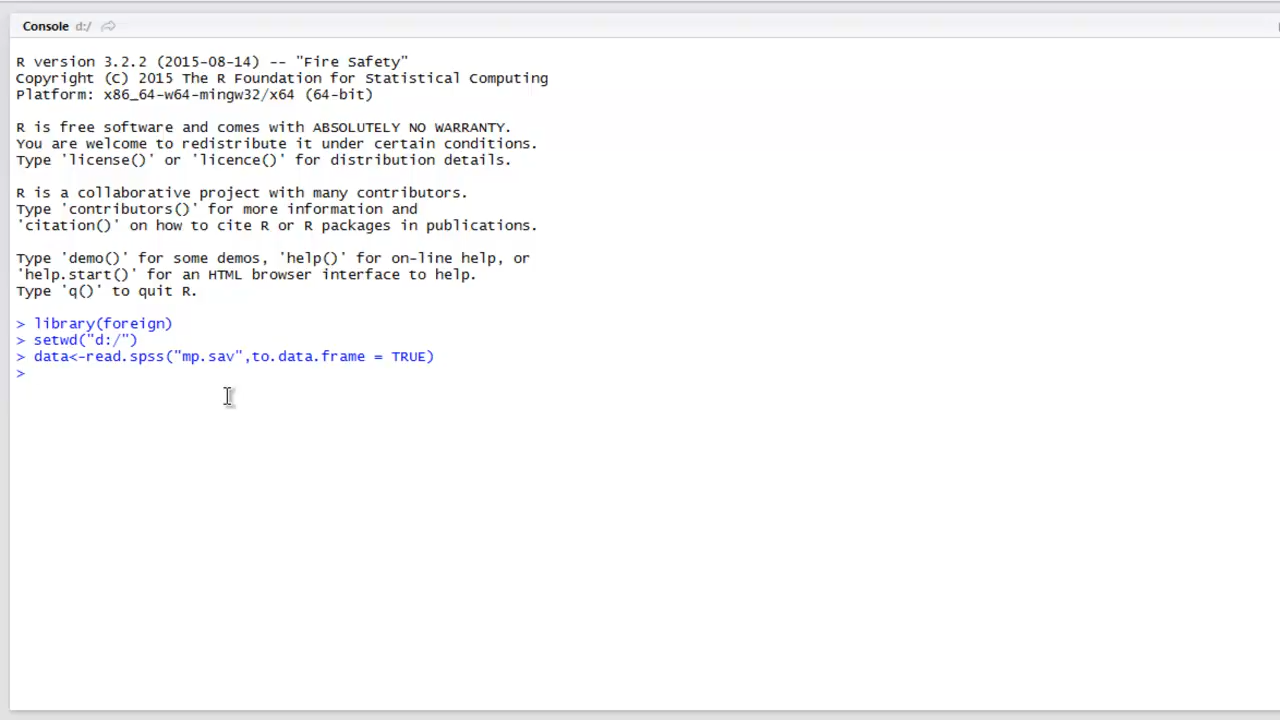 Console d:/
R version 3.2.2 (2015-08-14) -- "Fire Safety"
Copyright (C) 2015 The R Foundation for Statistical Computing
Platform: x86_64-w64-mingw32/x64 (64-bit)
R is free software and comes with ABSOLUTELY NO WARRANTY.
You are welcome to redistribute it under certain conditions.
Type 'license()' or 'licence()' for distribution details.
R is a collaborative project with many contributors.
Type 'contributors()' for more information and
'citation()' on how to cite R or R packages in publications.
Type 'demo()' for some demos, 'help()' for on-line help, or
'help.start()' for an HTML browser interface to help.
Type 'q()' to quit R.
> library(foreign)
> setwd("d:/")
> data<-read.spss("mp.sav",to.data.frame = TRUE)
>